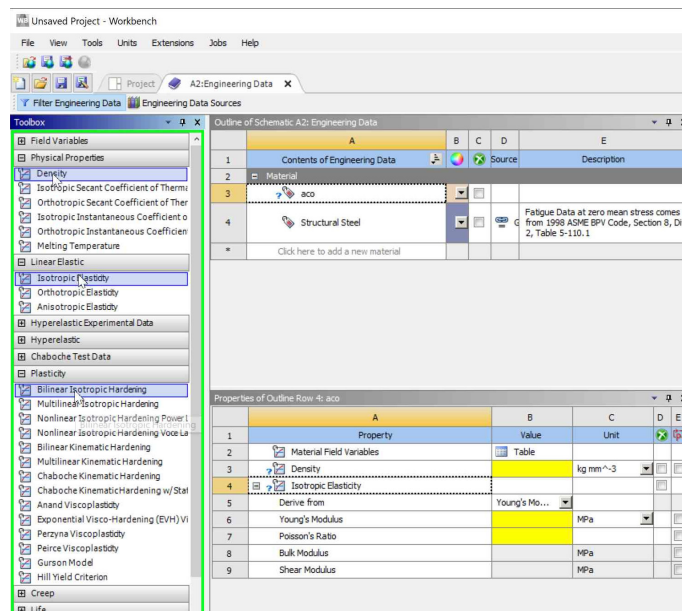 Unsaved Project - Workbench
File View Tools Units Extensions Jobs Help
Project A2:Engineering Data X
Filter Engineering Data Engineering Data Sources
Toolbox
Field Variables
Physical Properties
Density
Isotropic Secant Coefficient of Therma
Orthotropic Secant Coefficient of Ther
Isotropic Instantaneous Coefficient o
Orthotropic Instantaneous Coefficien
Melting Temperature
Linear Elastic
Isotropic Elasticity
Orthotropic Elasticity
Anisotropic Elasticity
Hyperelastic Experimental Data
Hyperelastic
Chaboche Test Data
Plasticity
Bilinear Isotropic Hardening
Multilinear Isotropic Hardening
Nonlinear Isotropic Hardening Power L
Nonlinear Isotropic Hardening Voce La
Bilinear Isotropic Hardening
Bilinear Kinematic Hardening
Multilinear Kinematic Hardening
Chaboche Kinematic Hardening
Chaboche Kinematic Hardening w/Stat
Anand Viscoplasticity
Exponential Visco-Hardening (EVH) Vi
Perzyna Viscoplasticity
Peirce Viscoplasticity
Gurson Model
Hill Yield Criterion
Creep
Life
Outline of Schematic A2: Engineering Data
A B C D E
1 Contents of Engineering Data Source Description
2 Material
3 ? aco
4 Structural Steel G Fatigue Data at zero mean stress comes
from 1998 ASME BPV Code, Section 8, Di
2, Table 5-110.1
* Click here to add a new material
Properties of Outline Row 4: aco
A B C D E
1 Property Value Unit
2 Material Field Variables Table
3 ? Density kg mm^-3
4 ? Isotropic Elasticity
5 Derive from Young's Mo...
6 Young's Modulus MPa
7 Poisson's Ratio
8 Bulk Modulus MPa
9 Shear Modulus MPa